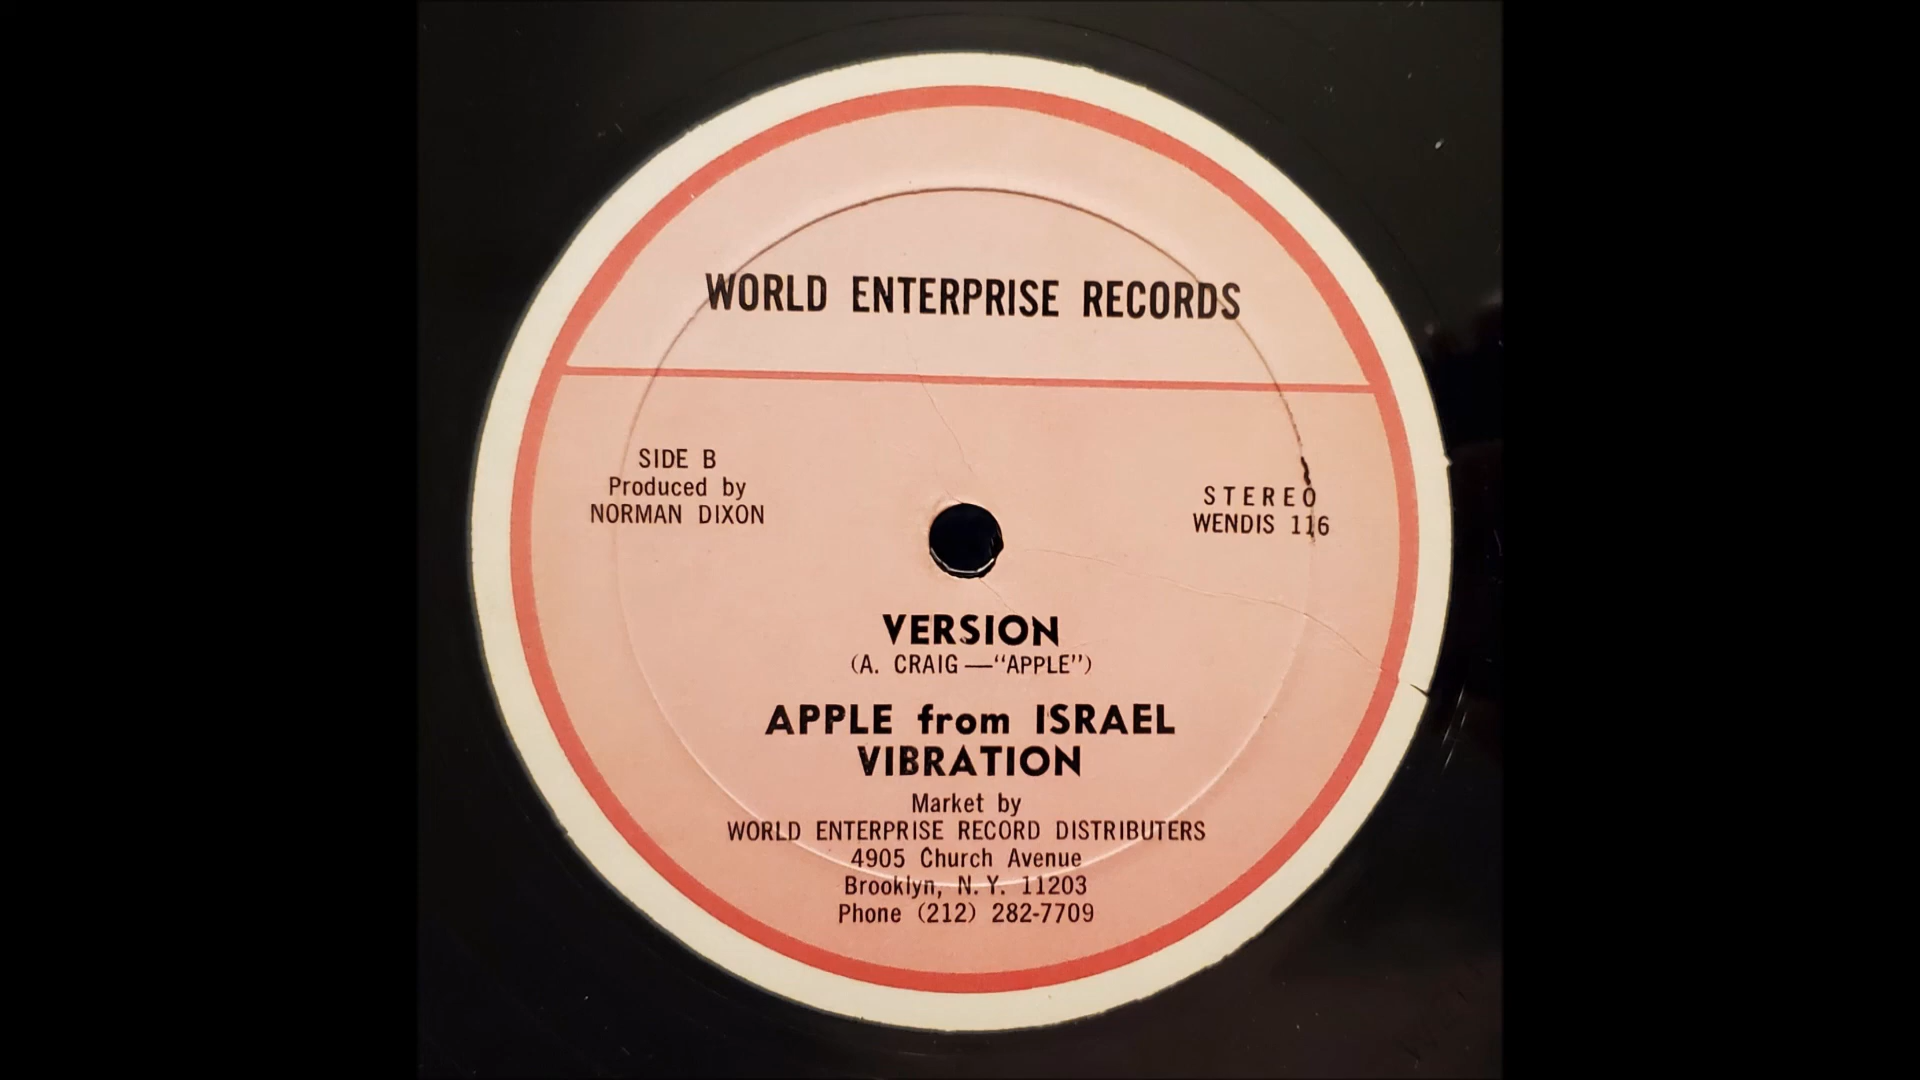 WORLD ENTERPRISE RECORDS
SIDE B
Produced by
NORMAN DIXON
STEREO
WENDIS 116
VERSION
(A. CRAIG—“APPLE”)
APPLE from ISRAEL
VIBRATION
Market by
WORLD ENTERPRISE RECORD DISTRIBUTERS
4905 Church Avenue
Brooklyn, N.Y. 11203
Phone (212) 282-7709